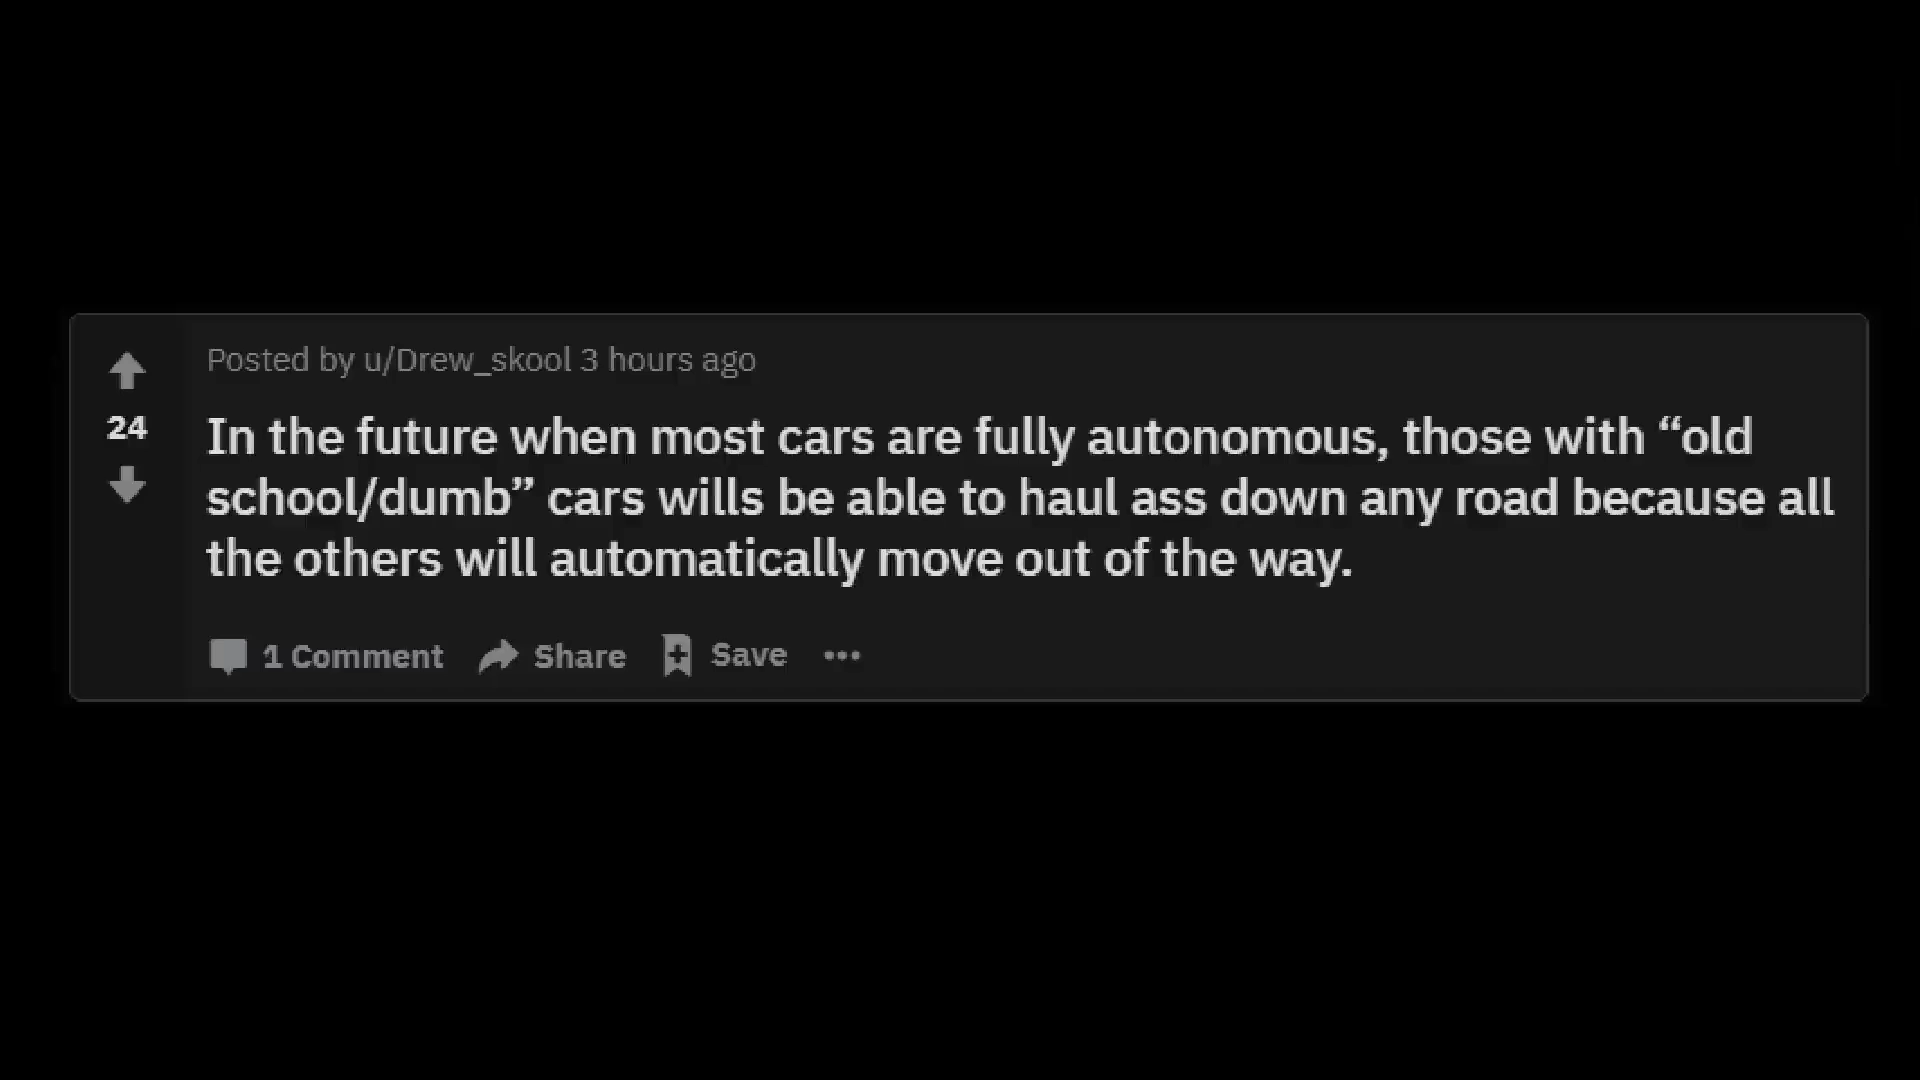 Posted by u/Drew_skool 3 hours ago
24
In the future when most cars are fully autonomous, those with “old
school/dumb” cars wills be able to haul ass down any road because all
the others will automatically move out of the way.
1 Comment Share Save